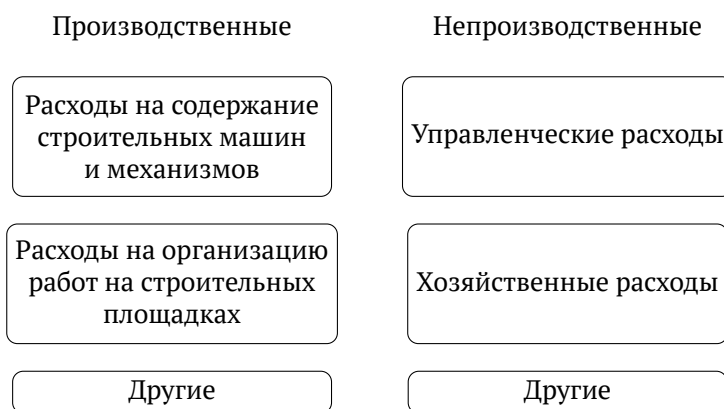 Производственные
Непроизводственные
Расходы на содержание
строительных машин
и механизмов
Управленческие расходы
Расходы на организацию
работ на строительных
площадках
Хозяйственные расходы
Другие
Другие